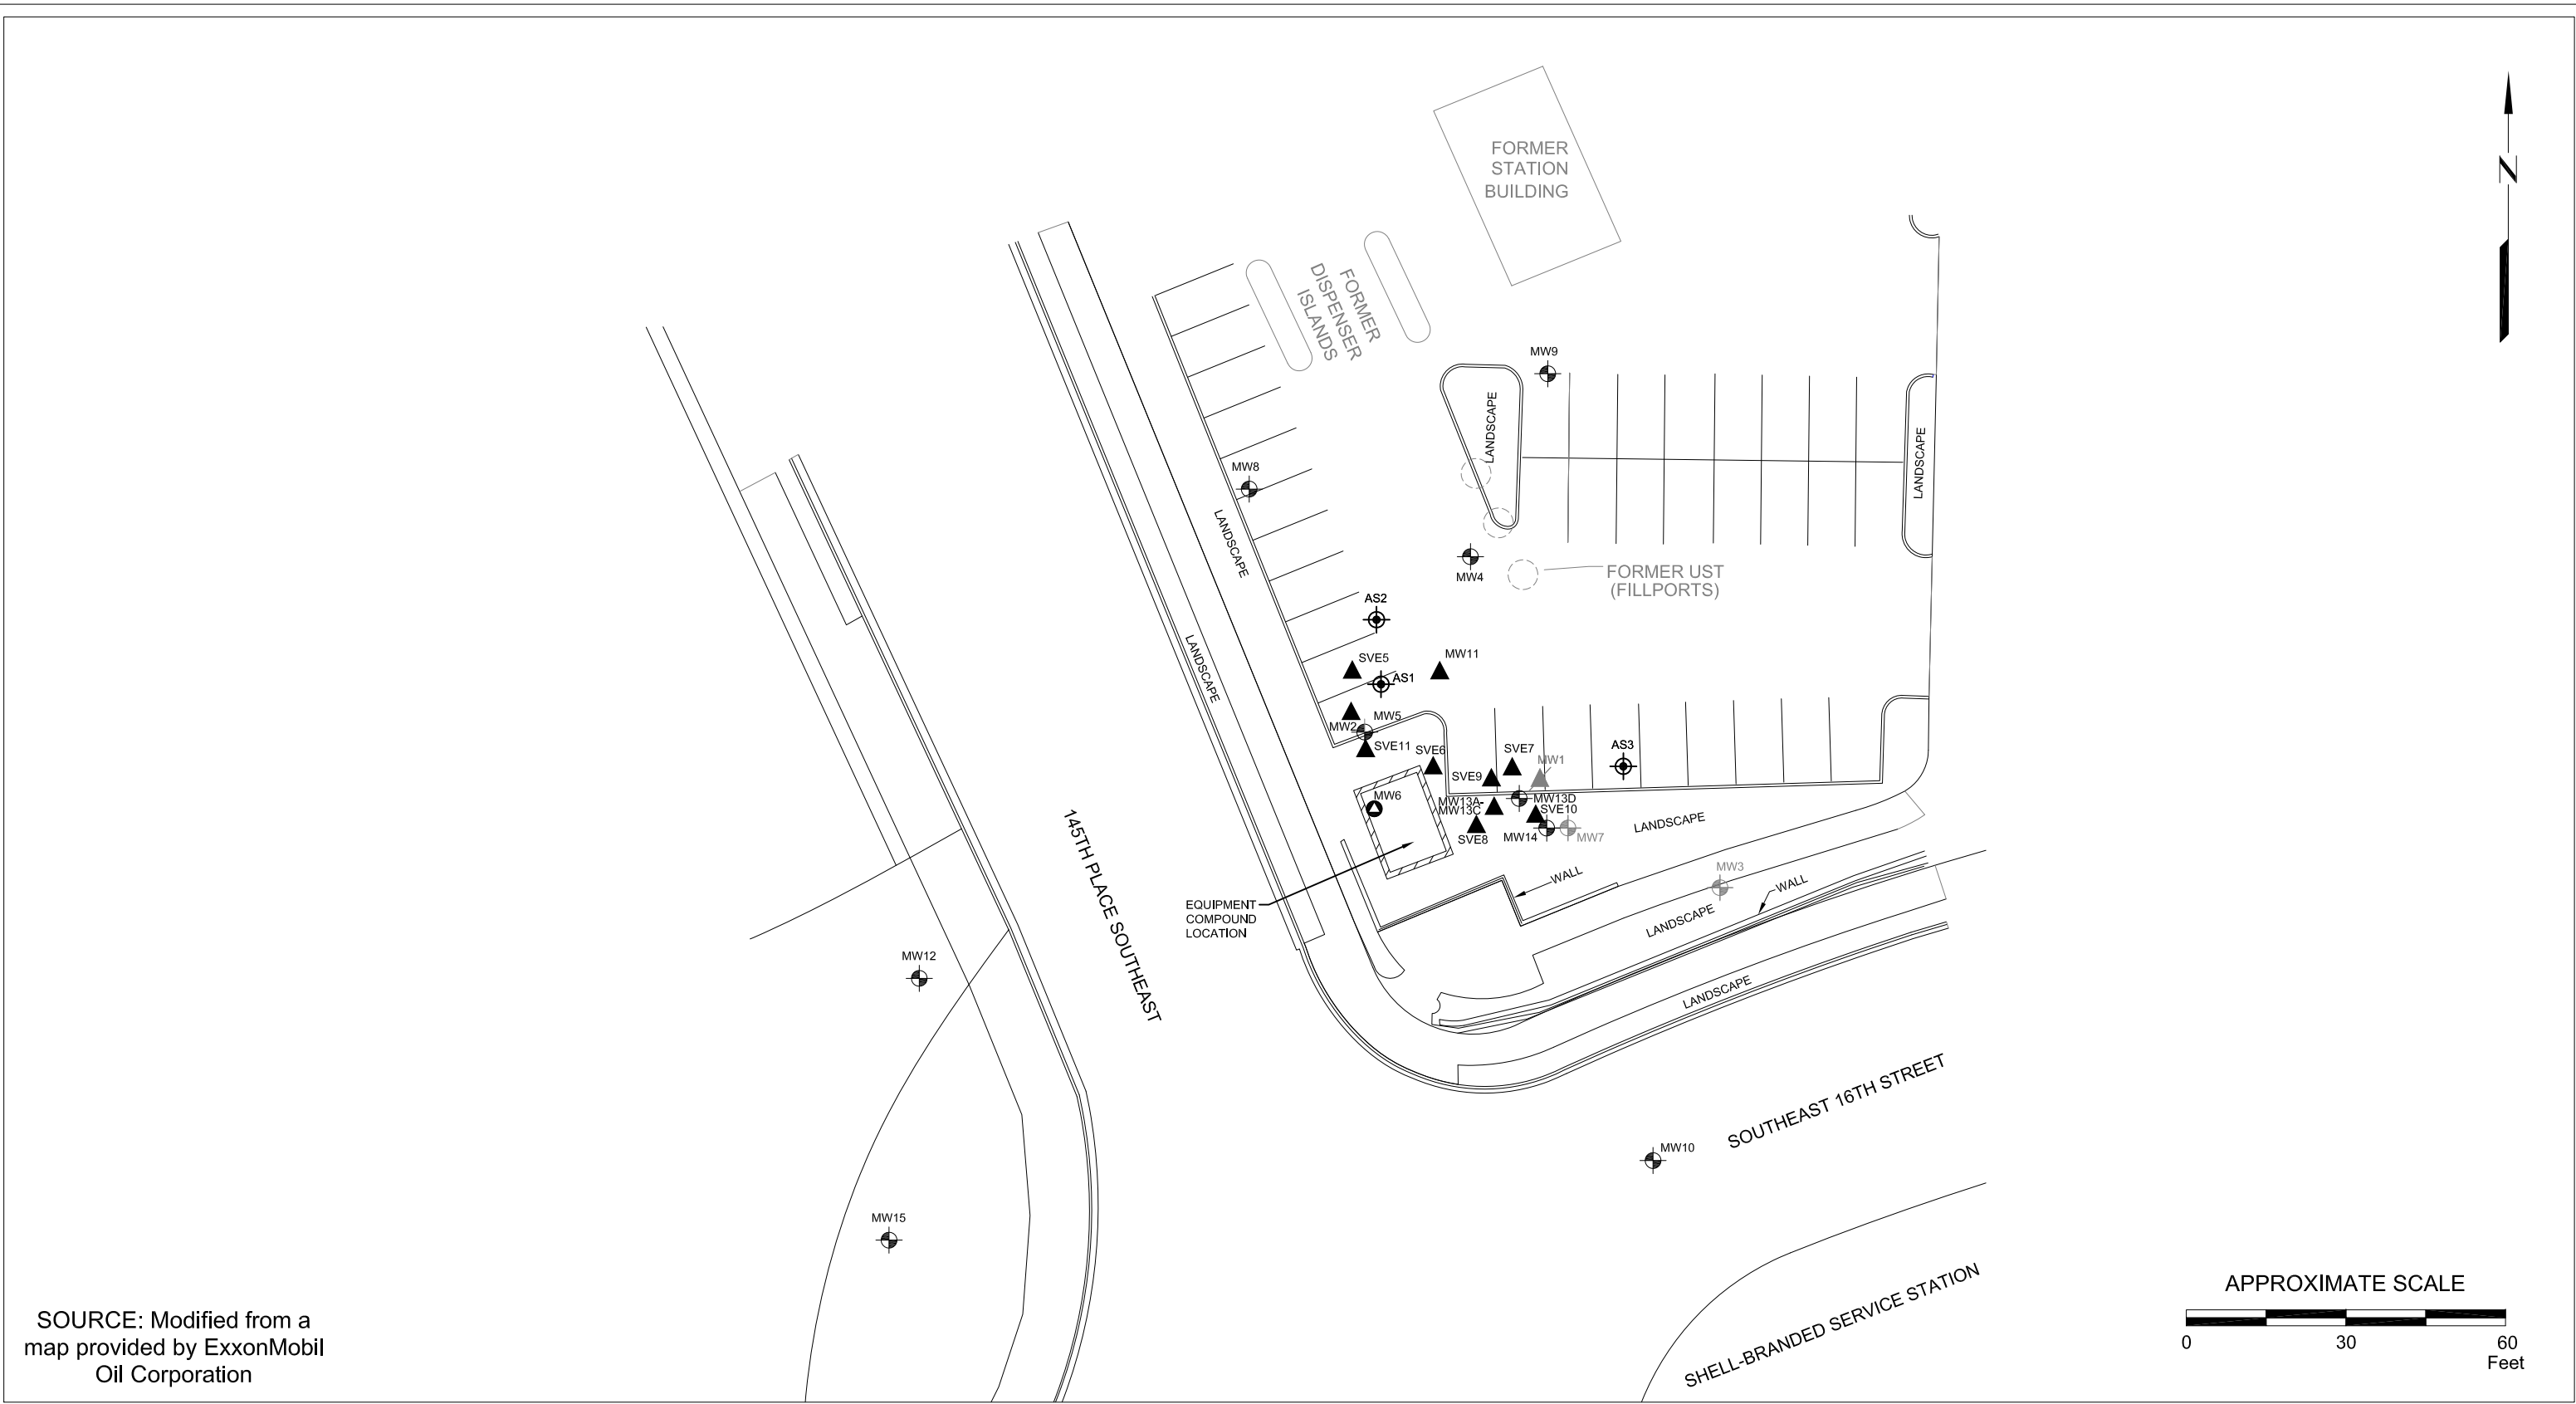 FORMER
STATION
BUILDING
N
FORMER
DISPENSER
ISLANDS
MW9
LANDSCAPE
LANDSCAPE
MW8
LANDSCAPE
MW4
FORMER UST
(FILLPORTS)
AS2
LANDSCAPE
SVE5
MW11
AS1
MW5
MW2
SVE11
SVE6
SVE7
AS3
MW1
SVE9
MW6
MW13A-
MW13C
MW13D
SVE10
SVE8
MW14
MW7
LANDSCAPE
145TH PLACE SOUTHEAST
WALL
MW3
WALL
EQUIPMENT
COMPOUND
LOCATION
LANDSCAPE
MW12
LANDSCAPE
SOUTHEAST 16TH STREET
MW10
MW15
SHELL-BRANDED SERVICE STATION
SOURCE: Modified from a
map provided by ExxonMobil
Oil Corporation
APPROXIMATE SCALE
0 30 60
Feet